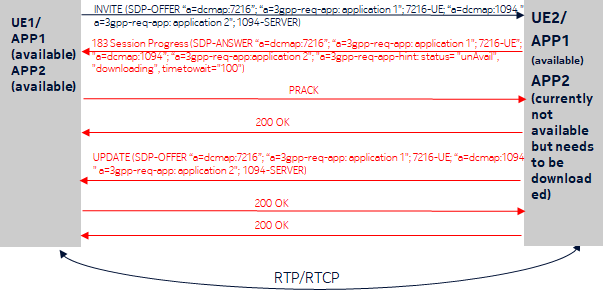 UE1/
APP1
(available)
APP2
(available)
INVITE (SDP-OFFER "a=dcmap:7216"; "a=3gpp-req-app: application 1"; 7216-UE; "a=dcmap:1094 "
"a=3gpp-req-app: application 2"; 1094-SERVER)
183 Session Progress (SDP-ANSWER "a=dcmap:7216"; "a=3gpp-req-app: application 1"; 7216-UE";
"a=dcmap:1094"; "a=3gpp-req-app:application 2"; "a=3gpp-req-app-hint: status= "unAvail",
"downloading", timetowait="100")
PRACK
200 OK
UPDATE (SDP-OFFER "a=dcmap:7216"; "a=3gpp-req-app: application 1"; 7216-UE; "a=dcmap:1094
" a=3gpp-req-app: application 2"; 1094-SERVER)
200 OK
200 OK
RTP/RTCP
UE2/
APP1
(available)
APP2
(currently
not
available
but needs
to be
download
ed)